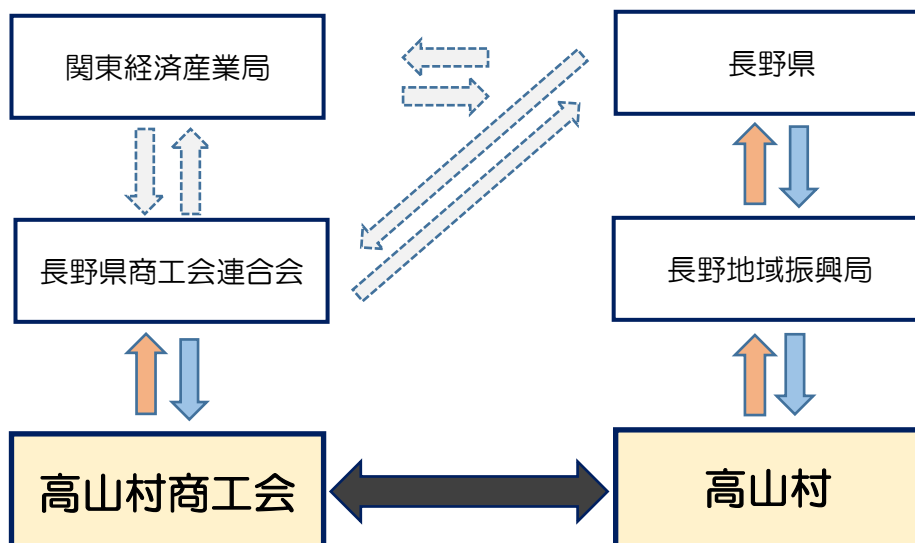 関東経済産業局
長野県
長野県商工会連合会
長野地域振興局
高山村商工会
高山村